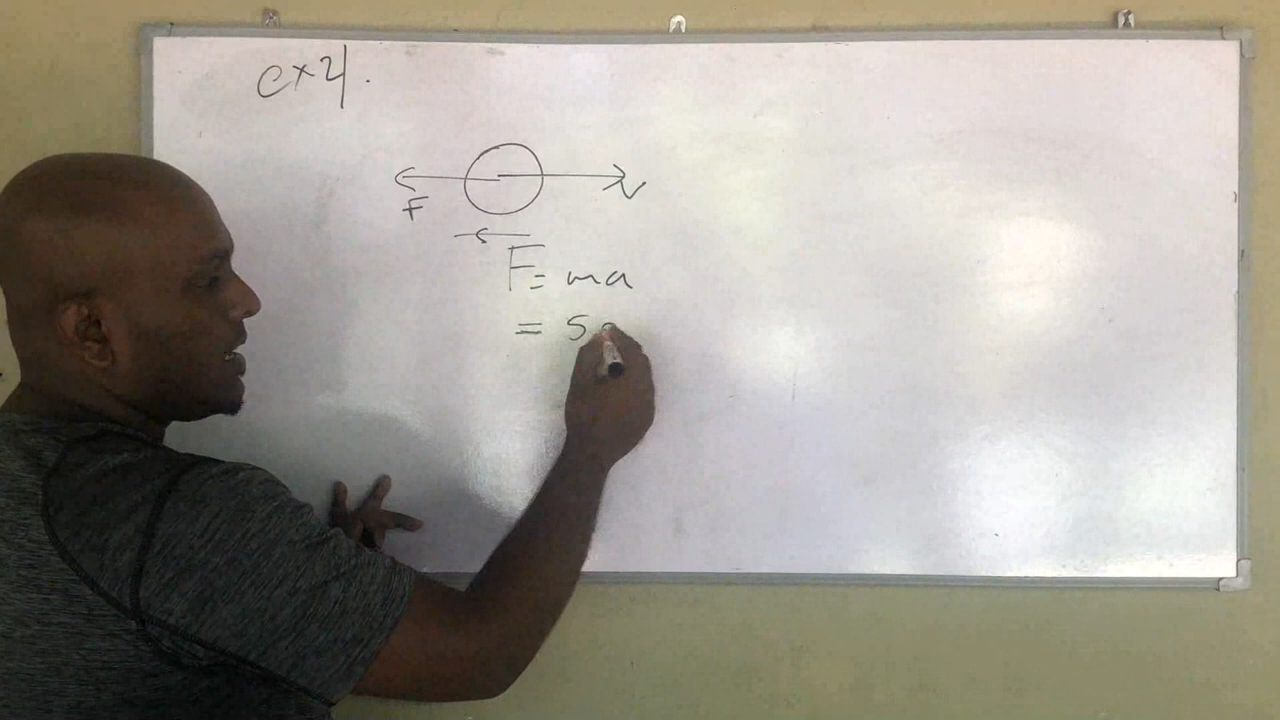 ex 4.
F
v
F = ma
= 5